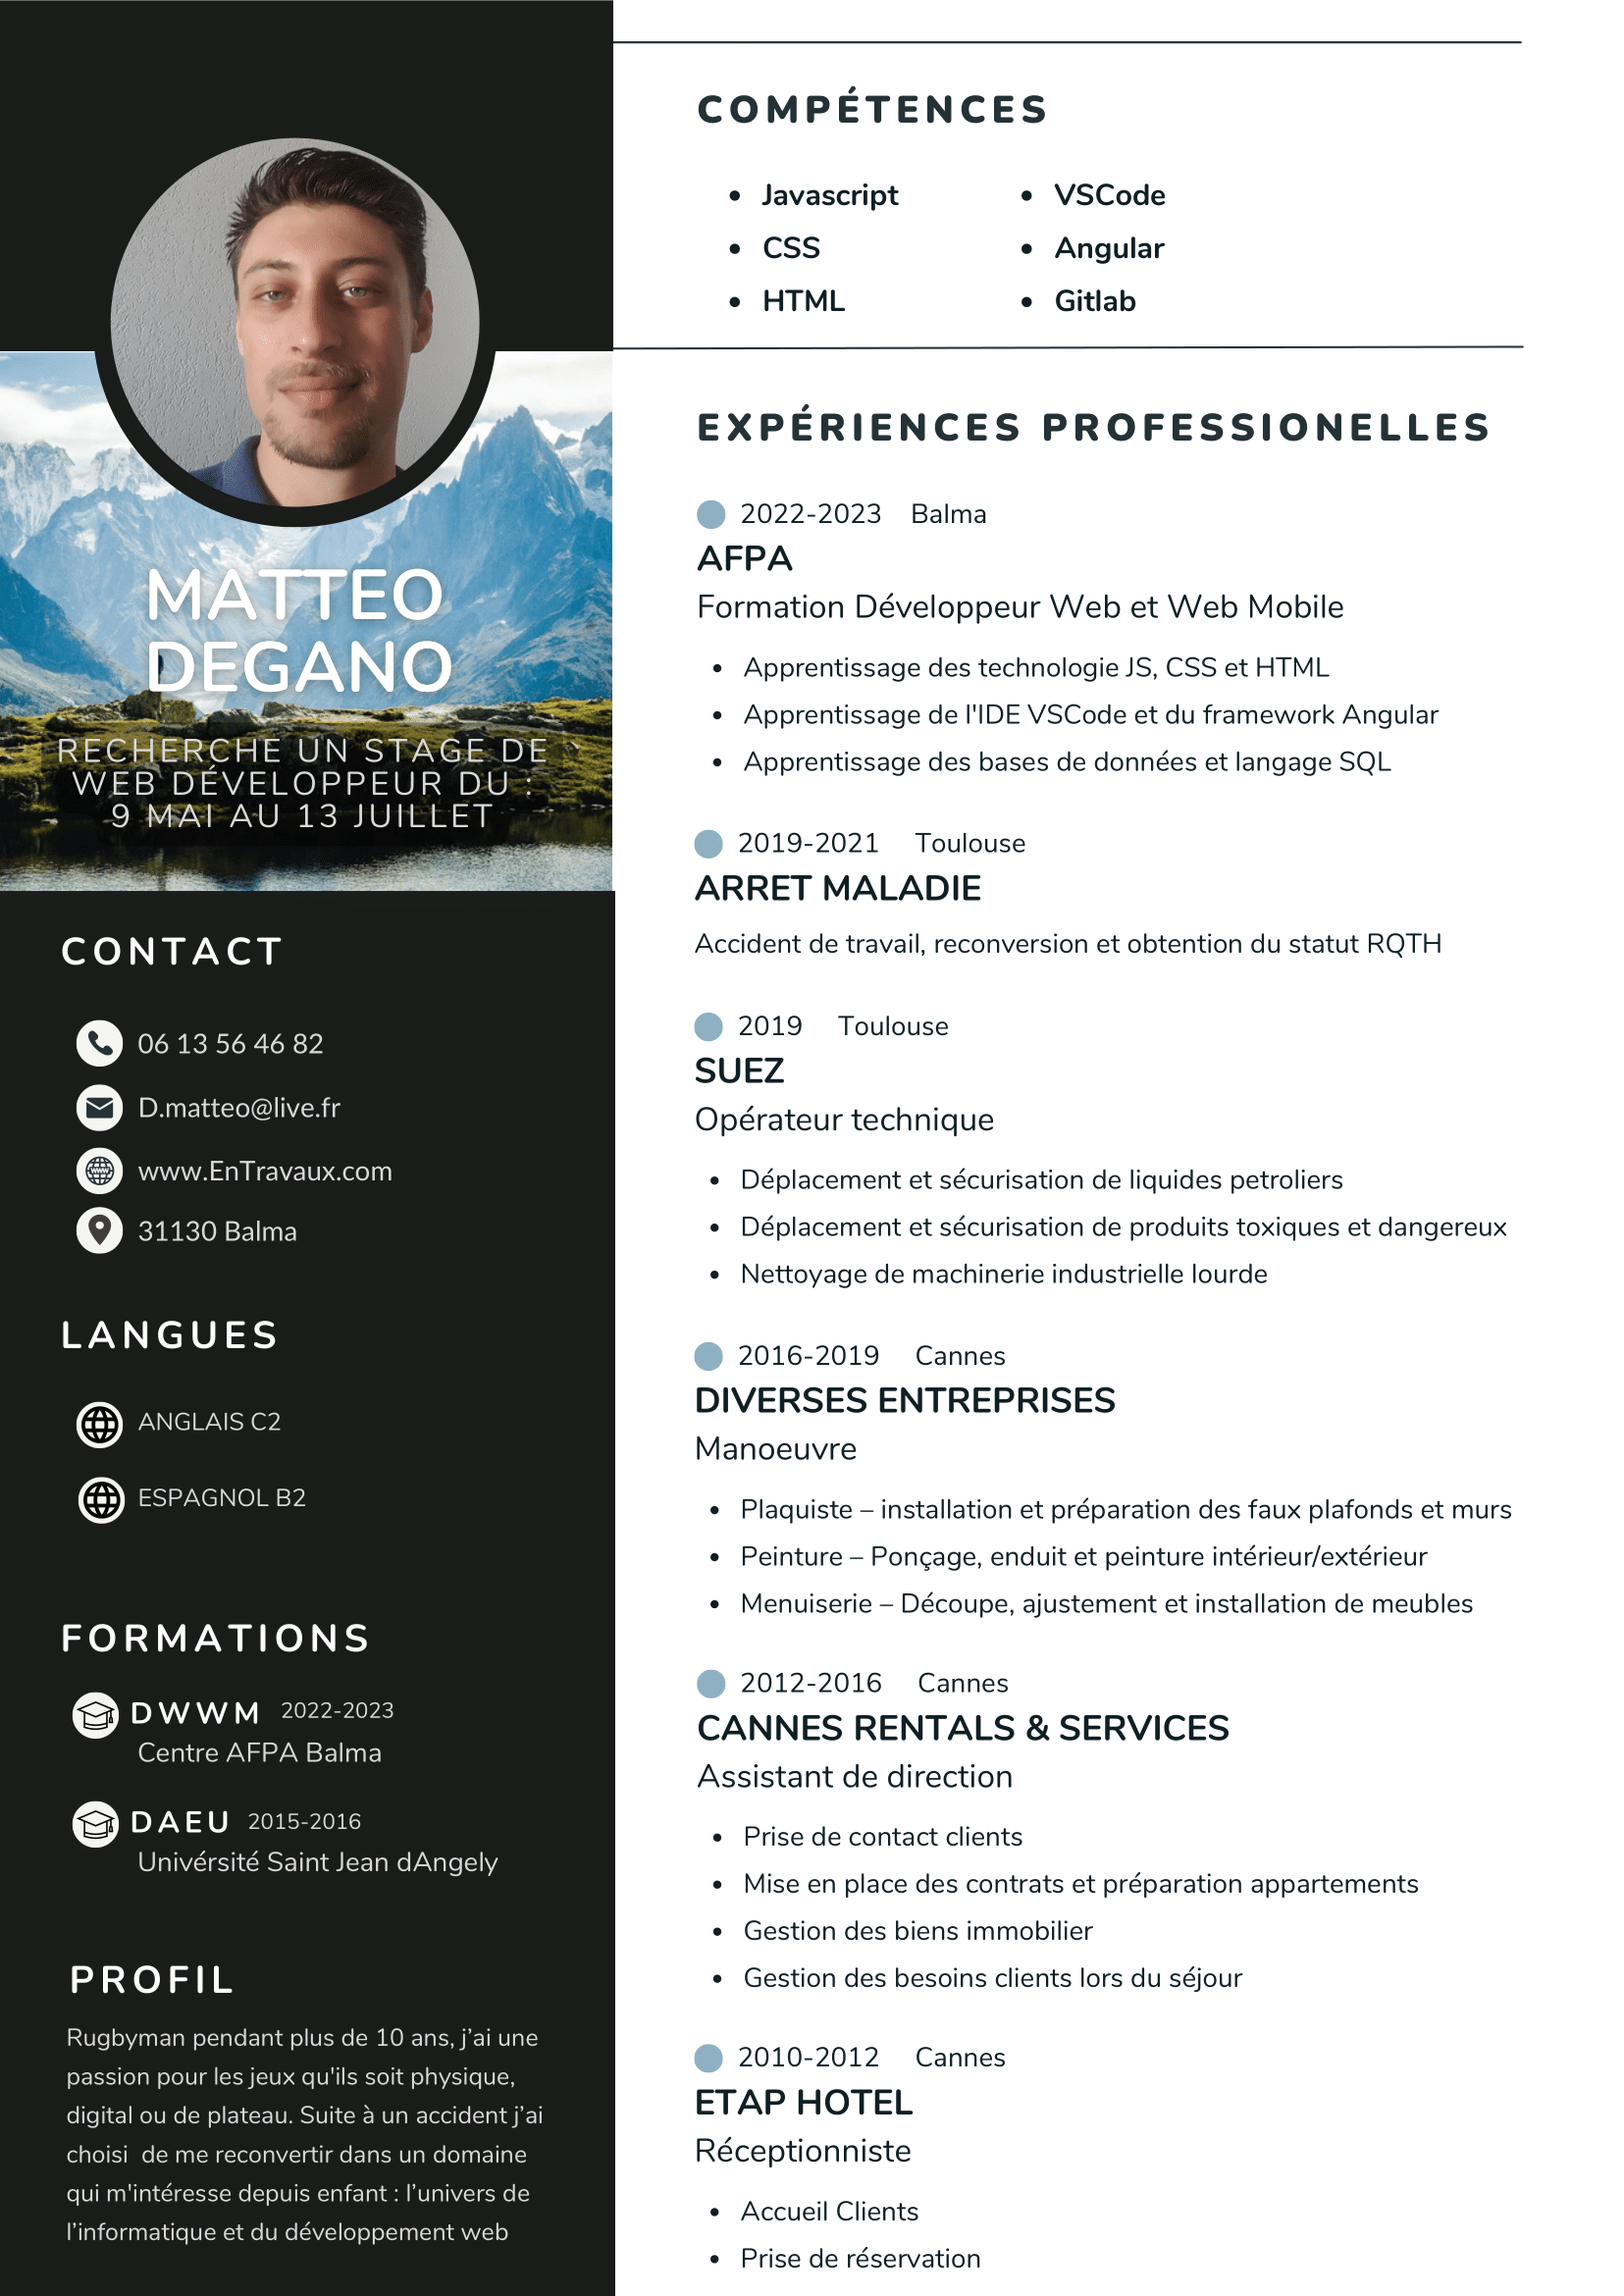 MATTEO
DEGANO
RECHERCHE UN STAGE DE
WEB DÉVELOPPEUR DU :
9 MAI AU 13 JUILLET
CONTACT
06 13 56 46 82
D.matteo@live.fr
www.EnTravaux.com
31130 Balma
LANGUES
ANGLAIS C2
ESPAGNOL B2
FORMATIONS
DWWM 2022-2023
Centre AFPA Balma
DAEU 2015-2016
Univérsité Saint Jean dAngely
PROFIL
Rugbyman pendant plus de 10 ans, j’ai une
passion pour les jeux qu'ils soit physique,
digital ou de plateau. Suite à un accident j’ai
choisi de me reconvertir dans un domaine
qui m'intéresse depuis enfant : l’univers de
l’informatique et du développement web
COMPÉTENCES
• Javascript
• CSS
• HTML
• VSCode
• Angular
• Gitlab
EXPÉRIENCES PROFESSIONELLES
2022-2023 Balma
AFPA
Formation Développeur Web et Web Mobile
• Apprentissage des technologie JS, CSS et HTML
• Apprentissage de l'IDE VSCode et du framework Angular
• Apprentissage des bases de données et langage SQL
2019-2021 Toulouse
ARRET MALADIE
Accident de travail, reconversion et obtention du statut RQTH
2019 Toulouse
SUEZ
Opérateur technique
• Déplacement et sécurisation de liquides petroliers
• Déplacement et sécurisation de produits toxiques et dangereux
• Nettoyage de machinerie industrielle lourde
2016-2019 Cannes
DIVERSES ENTREPRISES
Manoeuvre
• Plaquiste – installation et préparation des faux plafonds et murs
• Peinture – Ponçage, enduit et peinture intérieur/extérieur
• Menuiserie – Découpe, ajustement et installation de meubles
2012-2016 Cannes
CANNES RENTALS & SERVICES
Assistant de direction
• Prise de contact clients
• Mise en place des contrats et préparation appartements
• Gestion des biens immobilier
• Gestion des besoins clients lors du séjour
2010-2012 Cannes
ETAP HOTEL
Réceptionniste
• Accueil Clients
• Prise de réservation